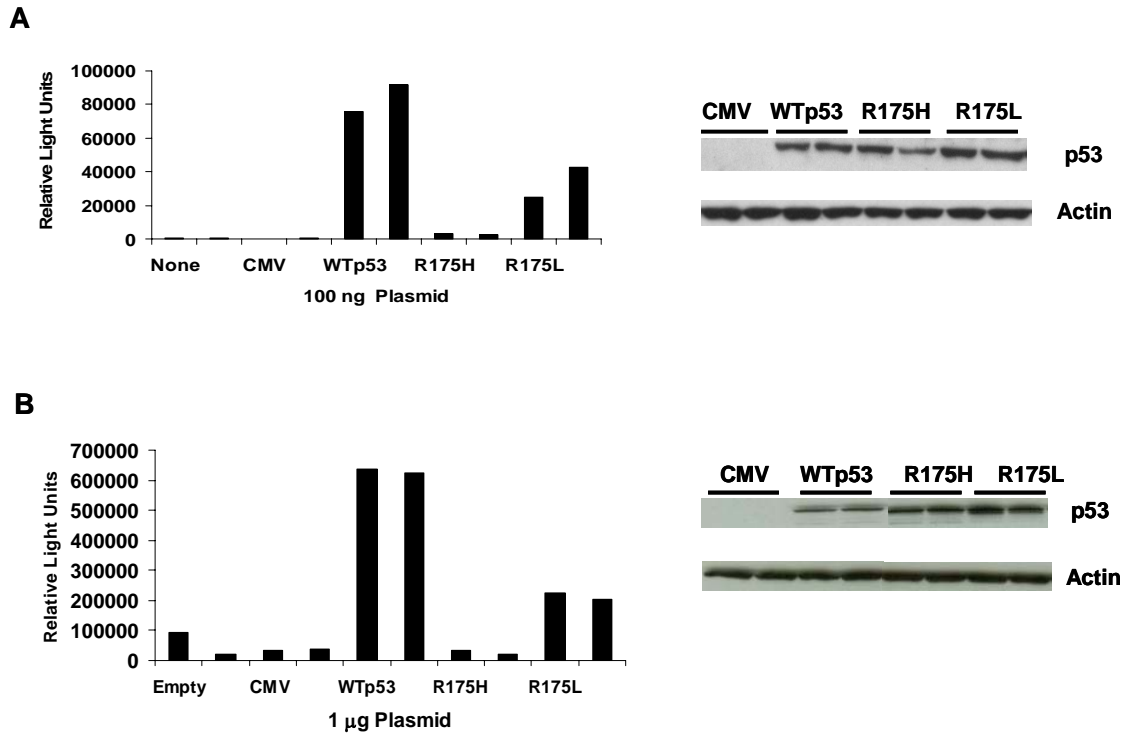 A
Relative Light Units
100000
80000
60000
40000
20000
0
None CMV WTp53 R175H R175L
100 ng Plasmid
CMV WTp53 R175H R175L
p53
Actin
B
Relative Light Units
700000
600000
500000
400000
300000
200000
100000
0
Empty CMV WTp53 R175H R175L
1 μg Plasmid
CMV WTp53 R175H R175L
p53
Actin